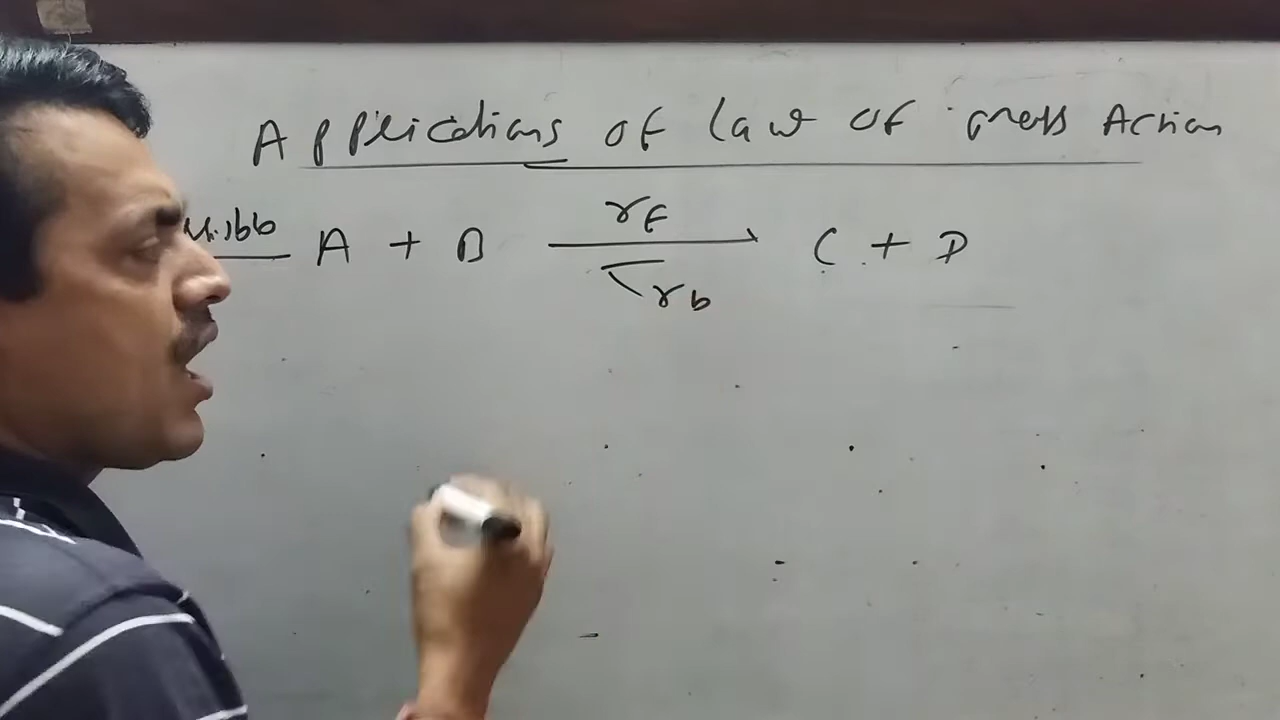 Applications of law of mass Action
A + B rf C + D
rb